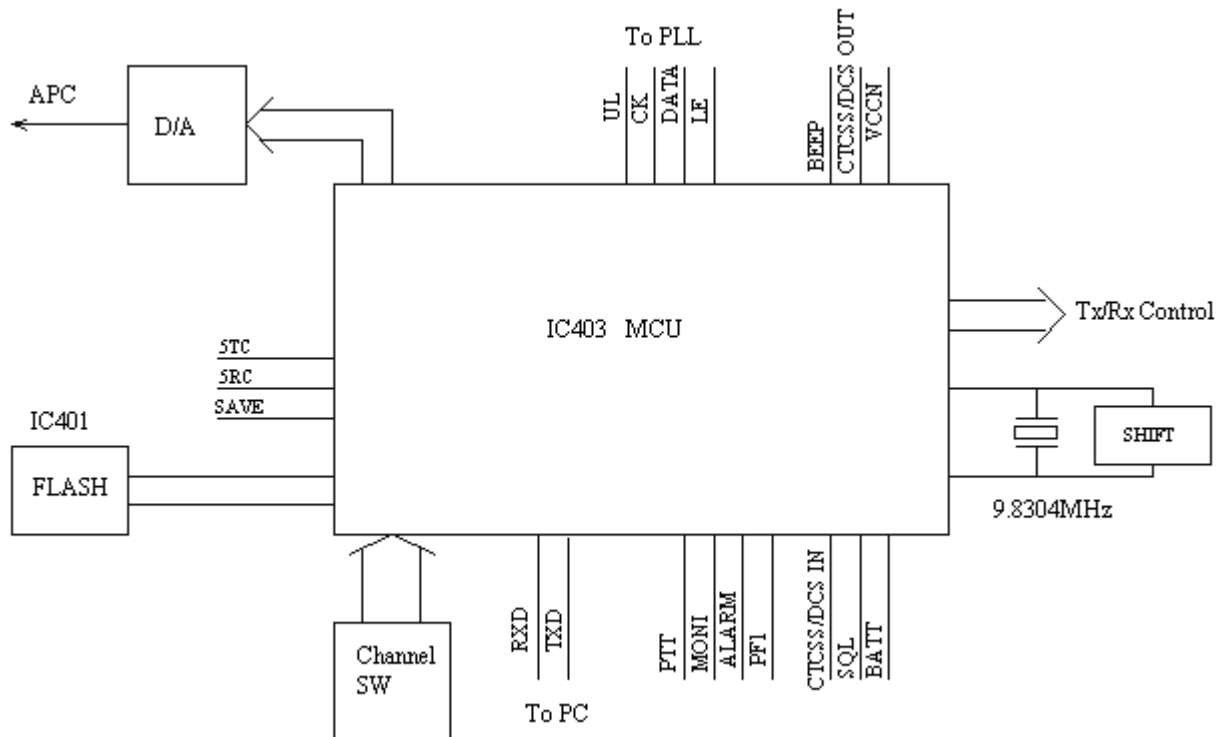 To PLL
UL
CK
DATA
LE
BEEP
CTCSS/DCS OUT
VCCN
APC
D/A
IC403 MCU
Tx/Rx Control
5TC
5RC
SAVE
IC401
FLASH
SHIFT
9.8304MHz
Channel
SW
RXD
TXD
To PC
PTT
MONI
ALARM
PF1
CTCSS/DCS IN
SQL
BATT